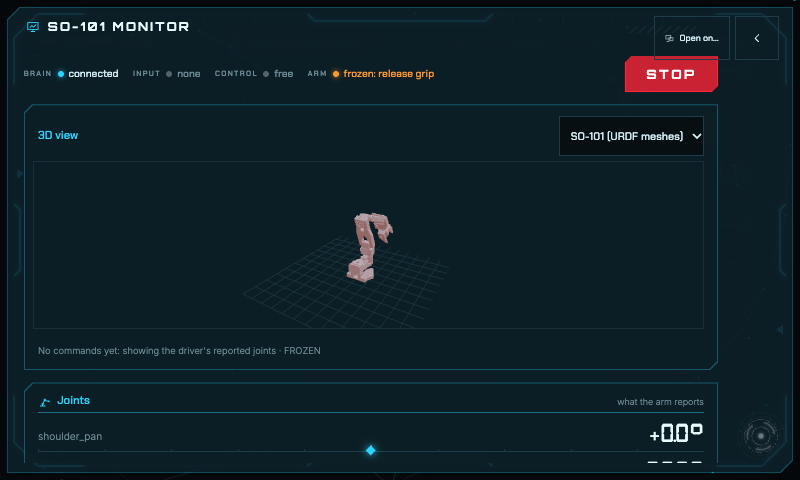 SO-101 MONITOR
Open on...
BRAIN connected INPUT none CONTROL free ARM frozen: release grip
STOP
3D view
SO-101 (URDF meshes)
No commands yet: showing the driver's reported joints · FROZEN
Joints
what the arm reports
shoulder_pan
+0.0°